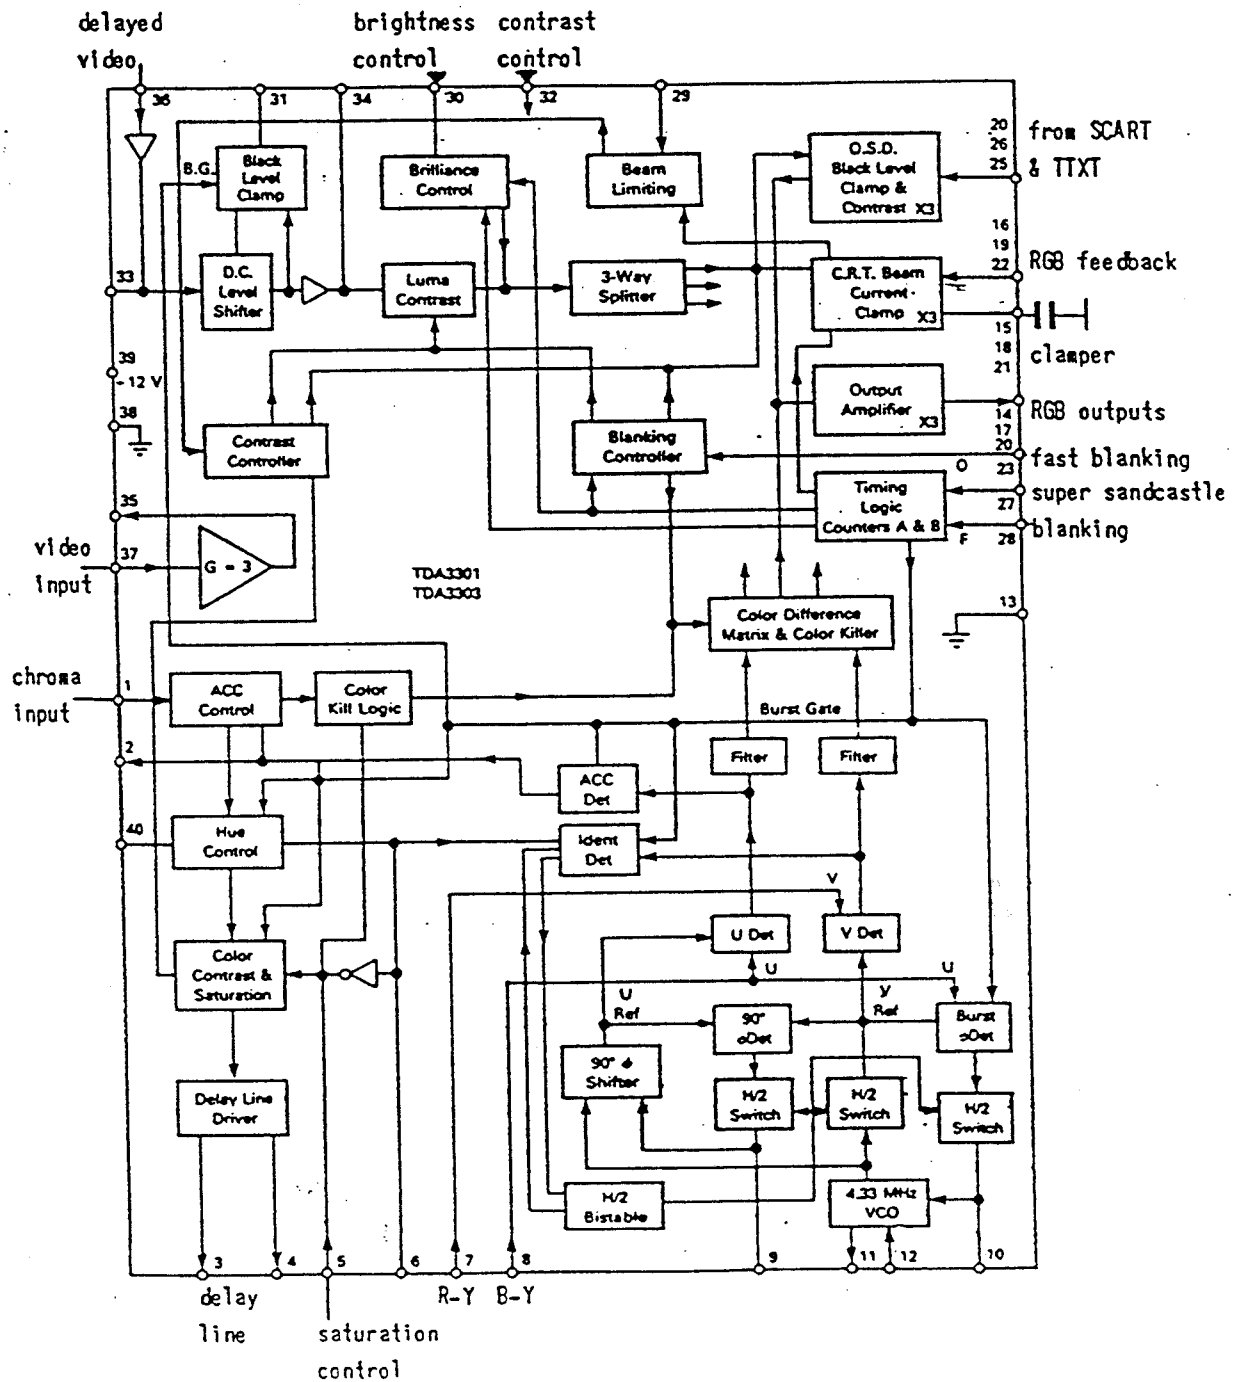 delayed
video
brightness
control
contrast
control
36
31
34
30
32
29
20
26
25
from SCART
& TTXT
B.G.
Black
Level
Clamp
Brilliance
Control
Beam
Limiting
O.S.D.
Black Level
Clamp &
Contrast X3
16
19
22
RGB feedback
33
D.C.
Level
Shifter
Luma
Contrast
3-Way
Splitter
C.R.T. Beam
Current
Clamp
X3
15
18
21
clamper
39
- 12 V
38
Output
Amplifier
X3
14
17
RGB outputs
Contrast
Controller
Blanking
Controller
20
23
fast blanking
O
Timing
Logic
Counters A & B
27
super sandcastle
F
28
blanking
35
video
input
37
G = 3
TDA3301
TDA3303
Color Difference
Matrix & Color Killer
13
chroma
input
1
ACC
Control
Color
Kill Logic
Burst Gate
2
Filter
Filter
ACC
Det
40
Hue
Control
Ident
Det
V
U Det
V Det
Color
Contrast &
Saturation
U
U
U
Ref
y
Ref
90°
φDet
Burst
φDet
90° φ
Shifter
Delay Line
Driver
H/2
Switch
H/2
Switch
H/2
Switch
H/2
Bistable
4.33 MHz
VCO
3
4
5
6
7
8
9
11
12
10
delay
line
R-Y
B-Y
saturation
control